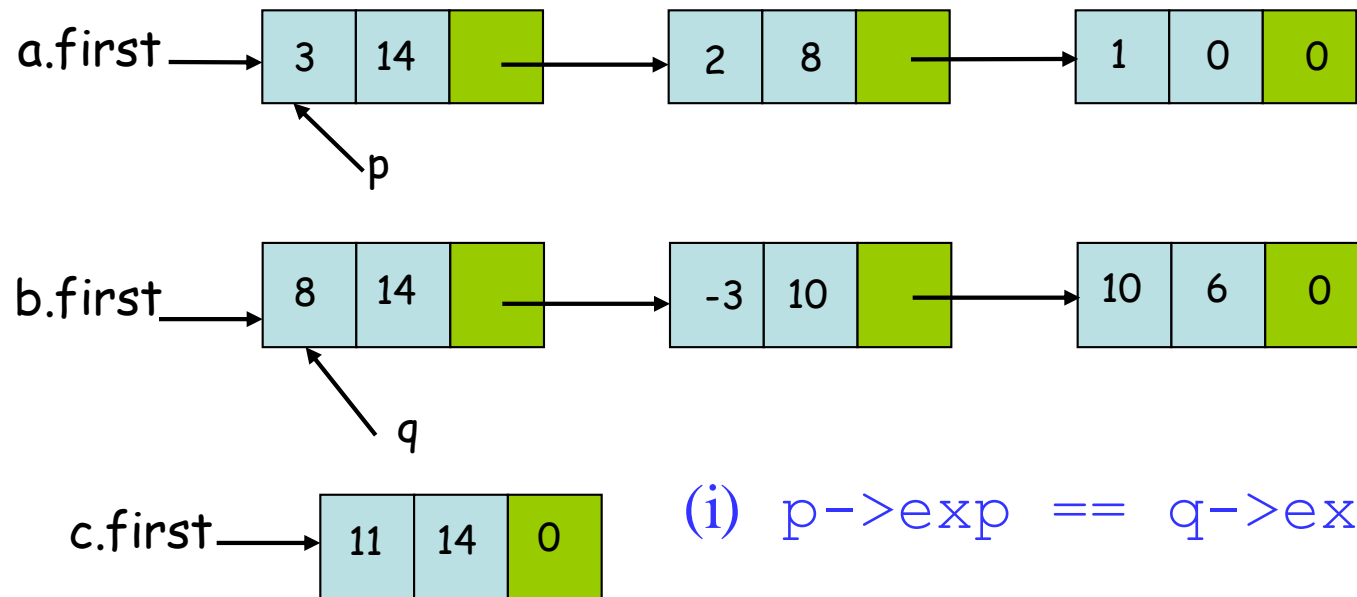 a.first 3 14 2 8 1 0 0
p
b.first 8 14 -3 10 10 6 0
q
c.first 11 14 0
(i) p->exp == q->ex